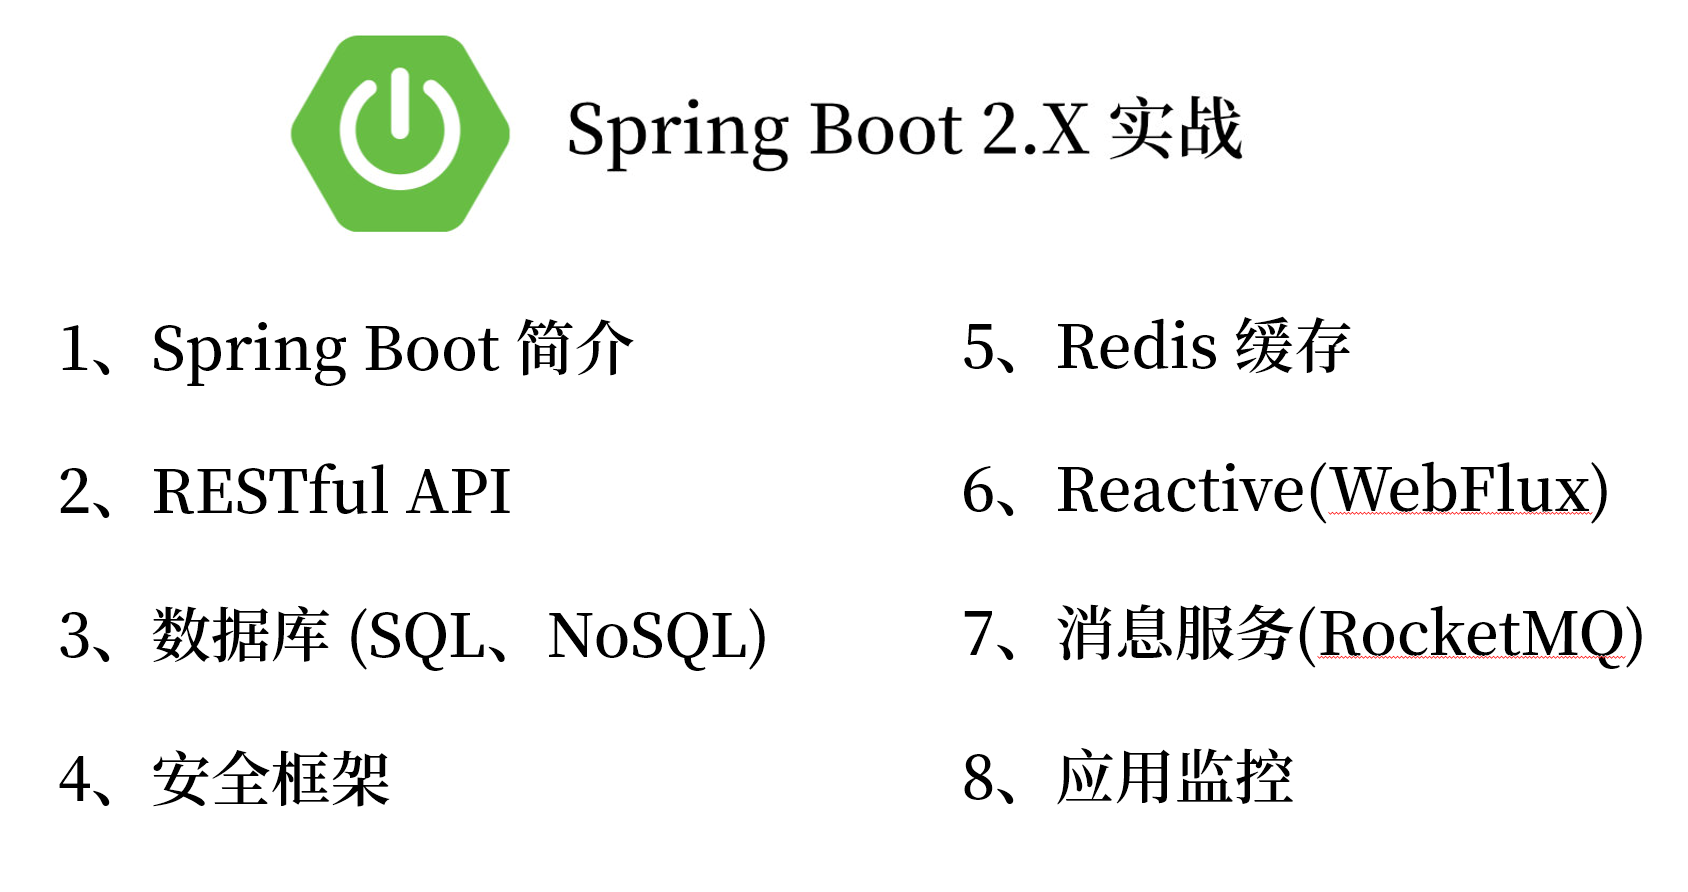 Spring Boot 2.X 实战
1、Spring Boot 简介
2、RESTful API
3、数据库 (SQL、NoSQL)
4、安全框架
5、Redis 缓存
6、Reactive(WebFlux)
7、消息服务(RocketMQ)
8、应用监控